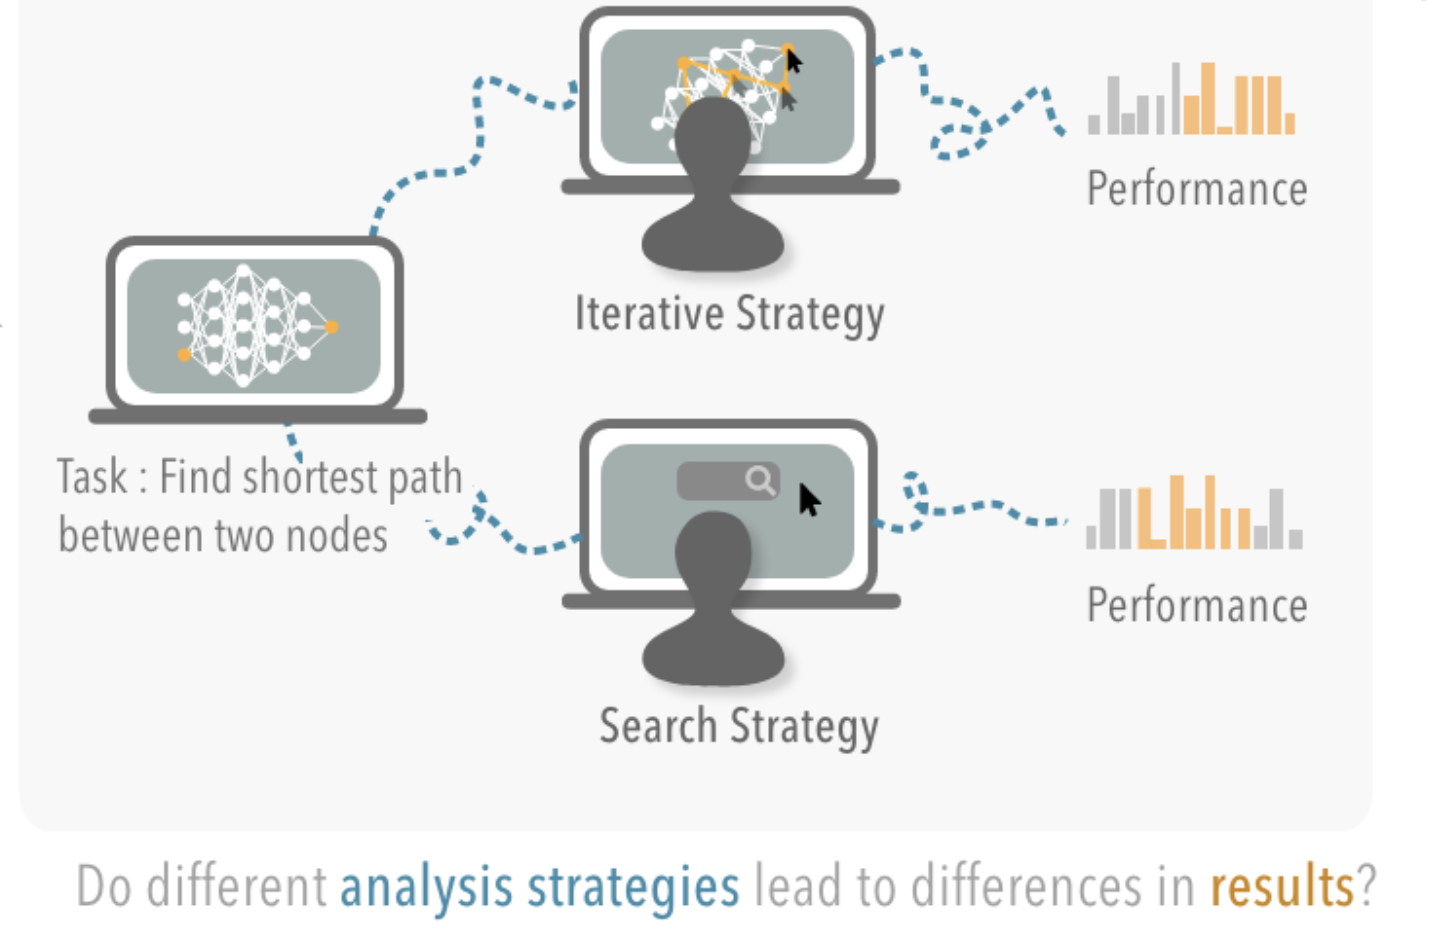 Performance
Iterative Strategy
Task : Find shortest path
between two nodes
Performance
Search Strategy
Do different analysis strategies lead to differences in results?